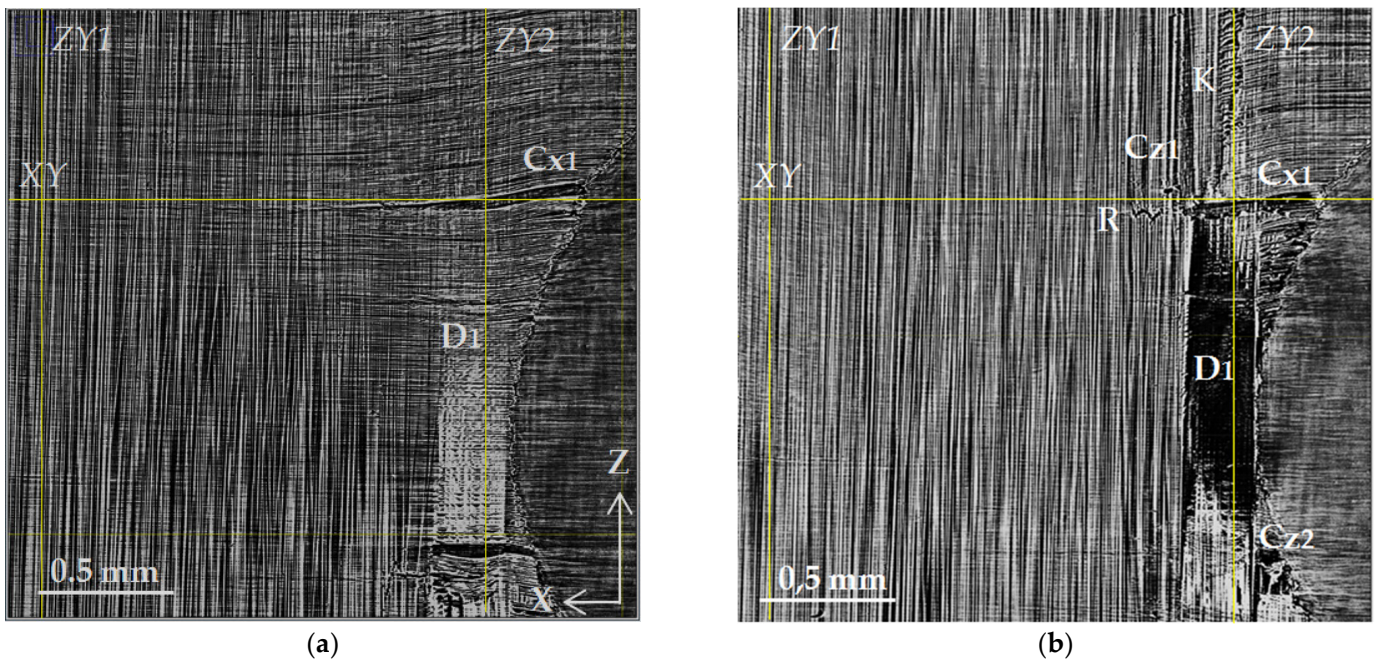 ZY1 ZY2
Cx1
XY
D1
Z
0.5 mm
X
(a)
ZY1 ZY2
K
Cz1
XY Cx1
R
D1
Cz2
0,5 mm
(b)